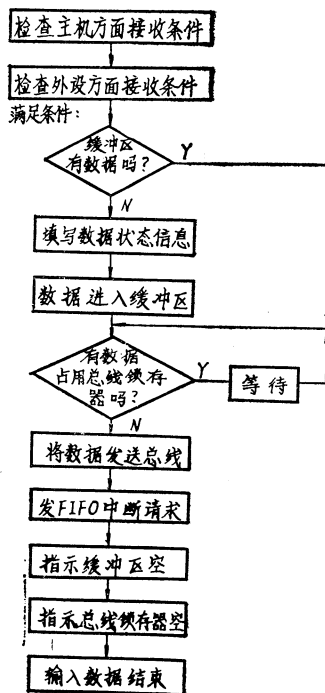 检查主机方面接收条件
检查外设方面接收条件
满足条件:
缓冲区
有数据吗?
Y
N
填写数据状态信息
数据进入缓冲区
有数据
占用总线锁存
器吗?
Y
等待
N
将数据发送总线
发FIFO中断请求
指示缓冲区空
指示总线锁存器空
输入数据结束